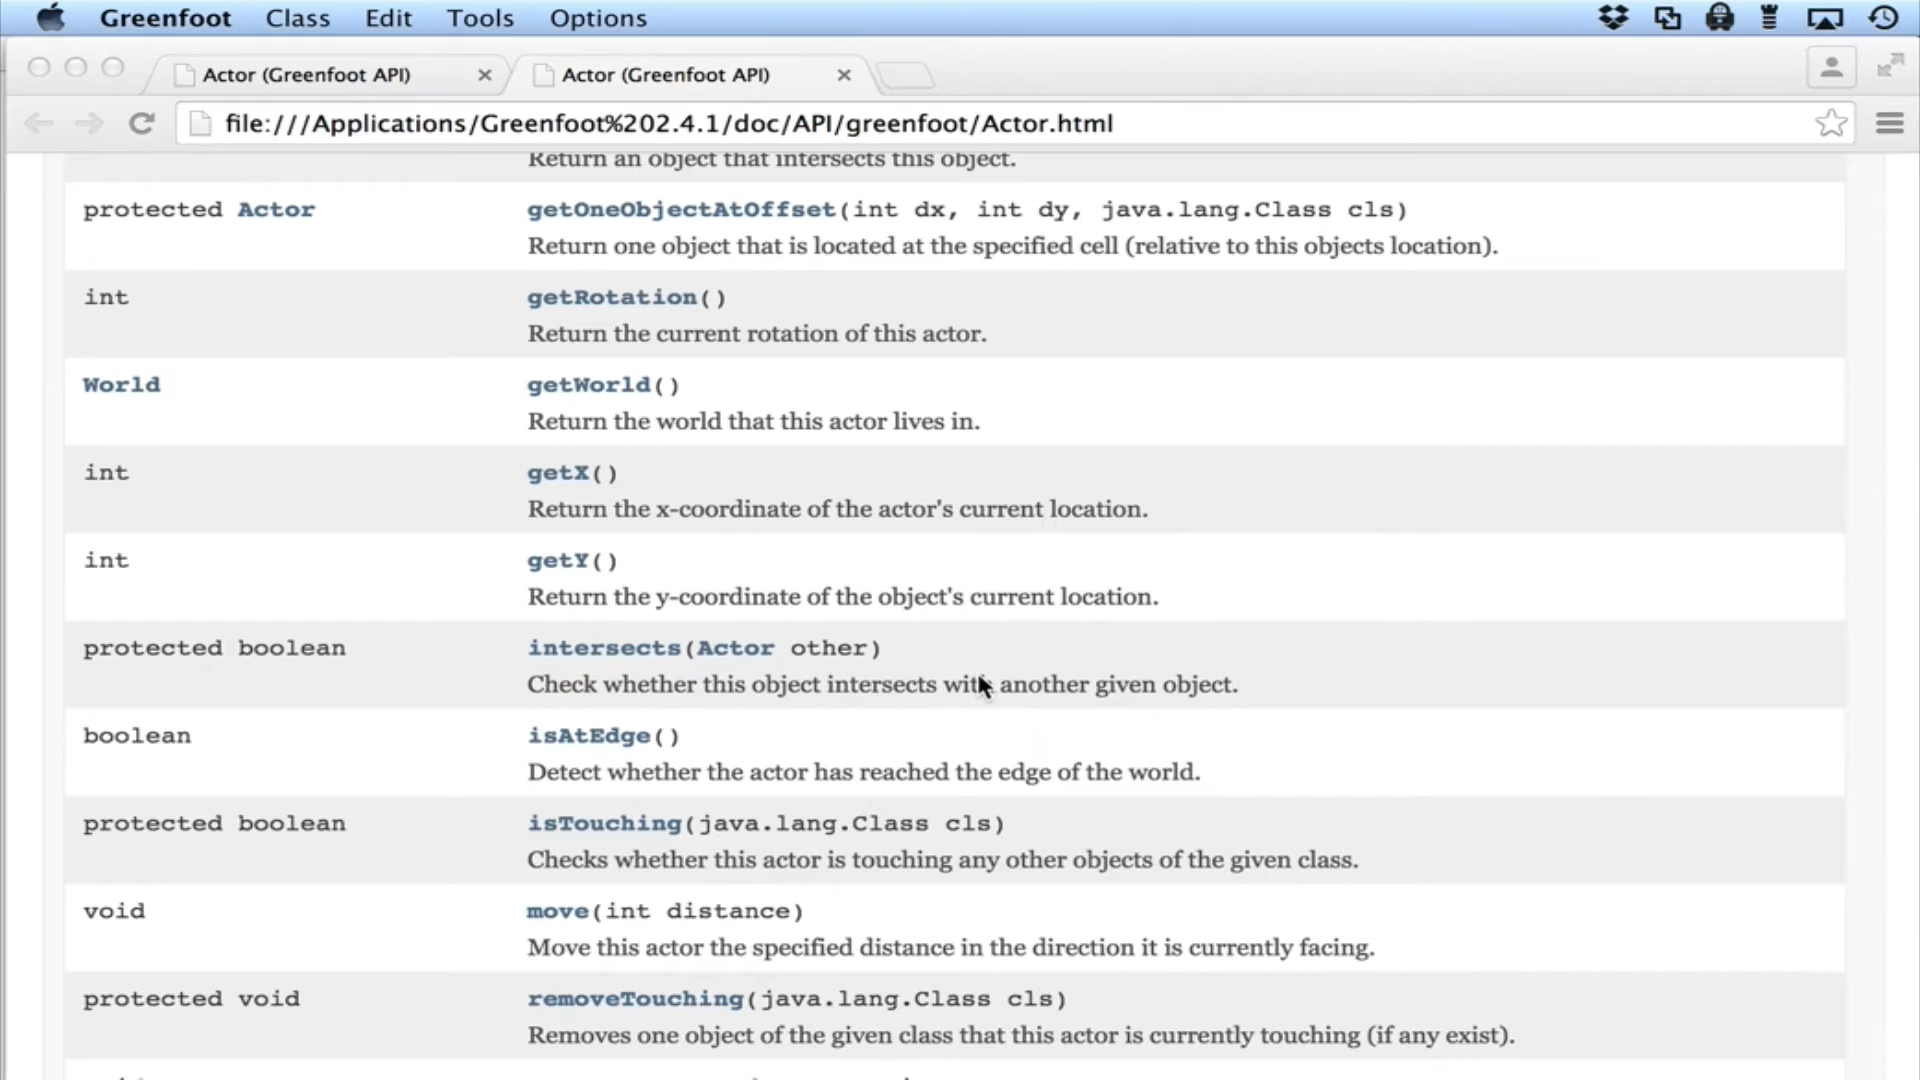 Greenfoot Class Edit Tools Options
Actor (Greenfoot API) Actor (Greenfoot API)
file:///Applications/Greenfoot%202.4.1/doc/API/greenfoot/Actor.html
Return an object that intersects this object.
protected Actor getOneObjectAtOffset(int dx, int dy, java.lang.Class cls)
Return one object that is located at the specified cell (relative to this objects location).
int getRotation()
Return the current rotation of this actor.
World getWorld()
Return the world that this actor lives in.
int getX()
Return the x-coordinate of the actor's current location.
int getY()
Return the y-coordinate of the object's current location.
protected boolean intersects(Actor other)
Check whether this object intersects with another given object.
boolean isAtEdge()
Detect whether the actor has reached the edge of the world.
protected boolean isTouching(java.lang.Class cls)
Checks whether this actor is touching any other objects of the given class.
void move(int distance)
Move this actor the specified distance in the direction it is currently facing.
protected void removeTouching(java.lang.Class cls)
Removes one object of the given class that this actor is currently touching (if any exist).